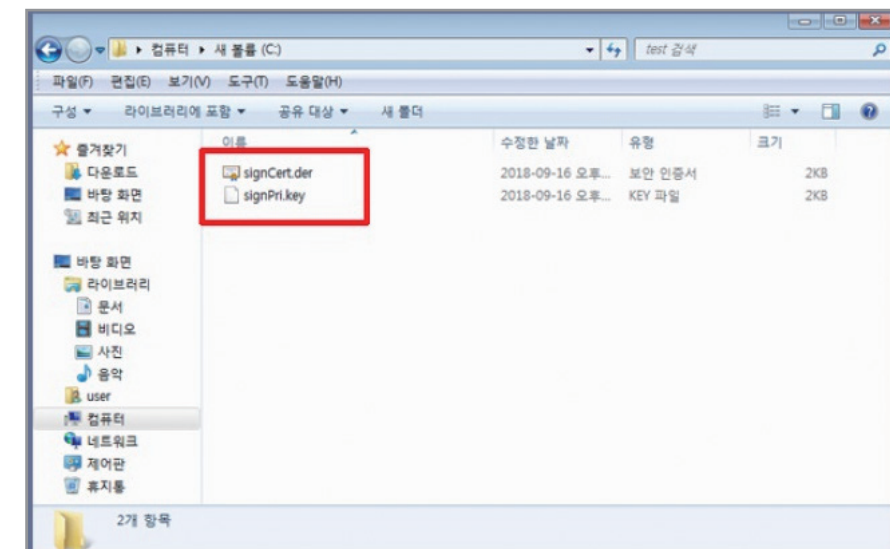 컴퓨터 ▸ 새 볼륨 (C:)
test 검색
파일(F) 편집(E) 보기(V) 도구(T) 도움말(H)
구성 라이브러리에 포함 공유 대상 새 폴더
이름 수정한 날짜 유형 크기
즐겨찾기
다운로드
바탕 화면
최근 위치
signCert.der 2018-09-16 오후... 보안 인증서 2KB
signPri.key 2018-09-16 오후... KEY 파일 2KB
바탕 화면
라이브러리
문서
비디오
사진
음악
user
컴퓨터
네트워크
제어판
휴지통
2개 항목